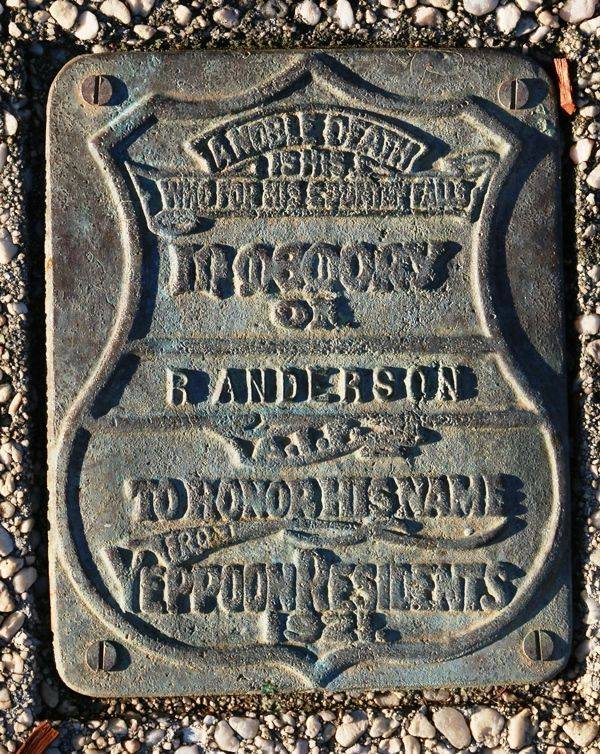 A NOBLE DEATH
IS HIS
WHO FOR HIS COUNTRY FALLS
IN MEMORY
OF
R ANDERSON
TO HONOR HIS NAME
FROM
YEPPOON RESIDENTS
1921